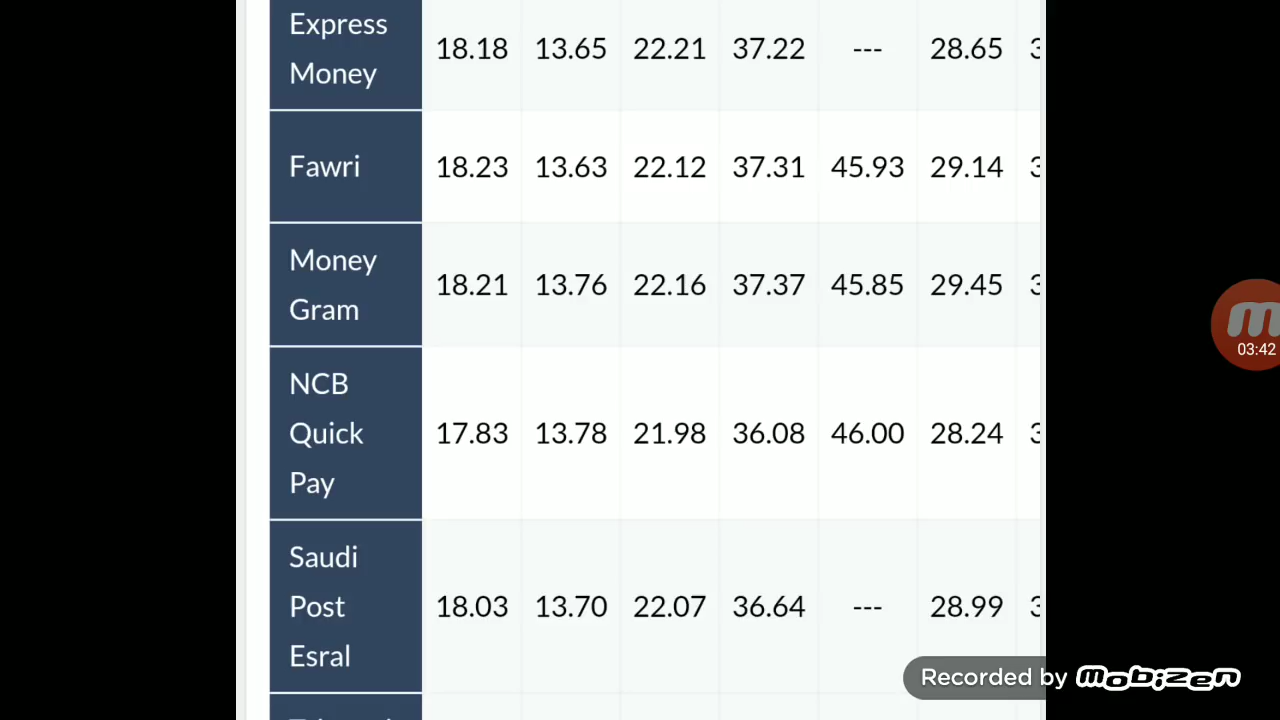 Express
Money
18.18 13.65 22.21 37.22 --- 28.65
Fawri
18.23 13.63 22.12 37.31 45.93 29.14
Money
Gram
18.21 13.76 22.16 37.37 45.85 29.45
NCB
Quick
Pay
17.83 13.78 21.98 36.08 46.00 28.24
Saudi
Post
Esral
18.03 13.70 22.07 36.64 --- 28.99
03:42
Recorded by mobizen